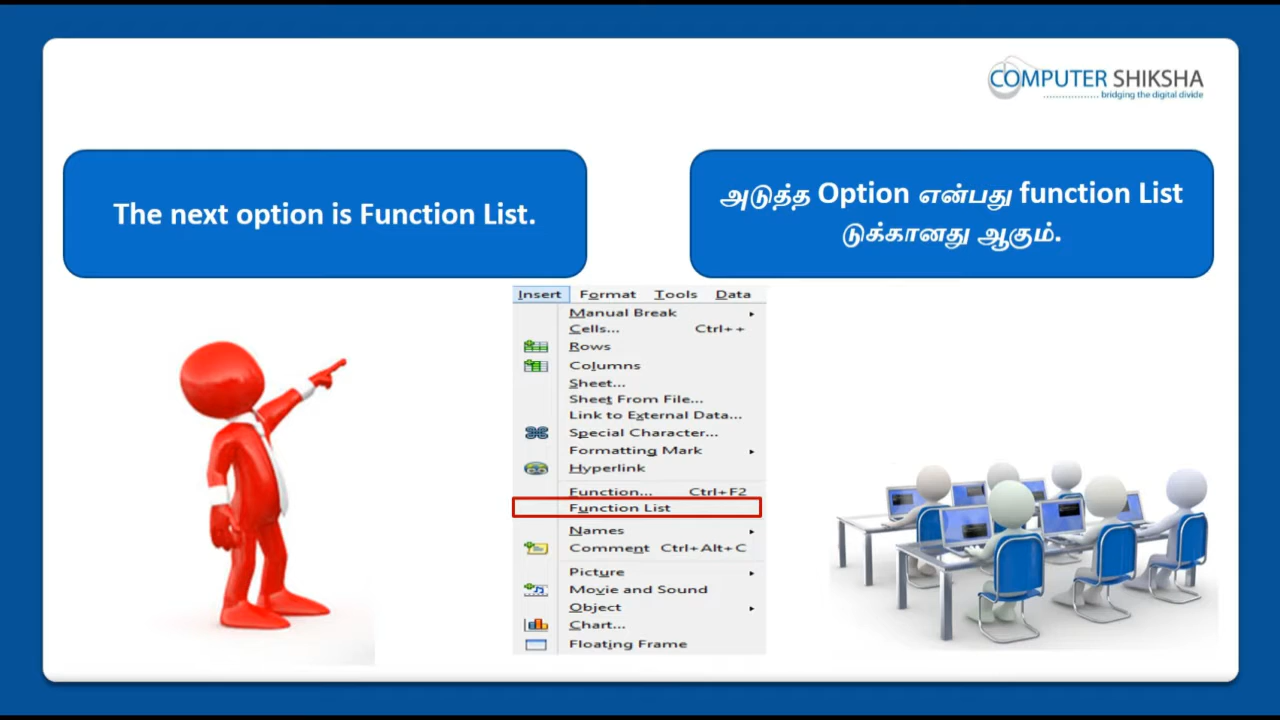 COMPUTER SHIKSHA
bridging the digital divide
The next option is Function List.
அடுத்த Option என்பது function List
டுக்கானது ஆகும்.
Insert Format Tools Data
Manual Break
Cells... Ctrl++
Rows
Columns
Sheet...
Sheet From File...
Link to External Data...
Special Character...
Formatting Mark
Hyperlink
Function... Ctrl+F2
Function List
Names
Comment Ctrl+Alt+C
Picture
Movie and Sound
Object
Chart...
Floating Frame